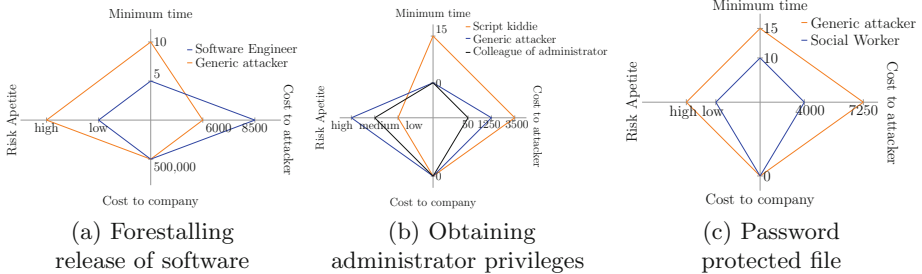 Minimum time
10
Software Engineer
Generic attacker
5
Risk Apetite
high
low
6000
8500
Cost to attacker
500,000
Cost to company
(a) Forestalling
release of software
Minimum time
15
Script kiddie
Generic attacker
Colleague of administrator
0
Risk Apetite
high
medium
low
50
1250
3500
Cost to attacker
0
Cost to company
(b) Obtaining
administrator privileges
Minimum time
15
Generic attacker
Social Worker
10
Risk Apetite
high
low
4000
7250
Cost to attacker
0
Cost to company
(c) Password
protected file